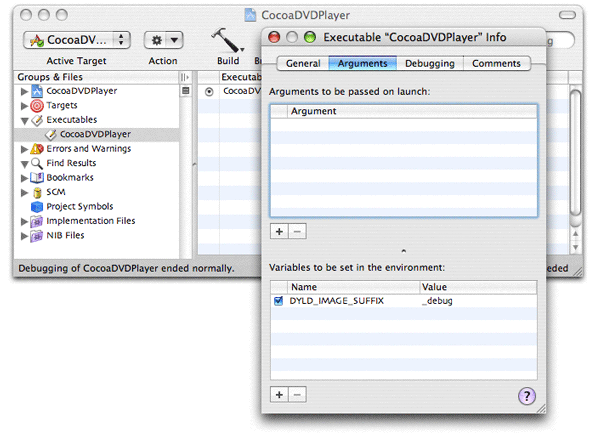 CocoaDVDPlayer
CocoaDV...
Active Target
Action
Build
Groups & Files
CocoaDVDPlayer
Targets
Executables
CocoaDVDPlayer
Errors and Warnings
Find Results
Bookmarks
SCM
Project Symbols
Implementation Files
NIB Files
Executab
CocoaDV
Debugging of CocoaDVDPlayer ended normally.
eded
Executable “CocoaDVDPlayer” Info
General Arguments Debugging Comments
Arguments to be passed on launch:
Argument
Variables to be set in the environment:
Name Value
DYLD_IMAGE_SUFFIX _debug